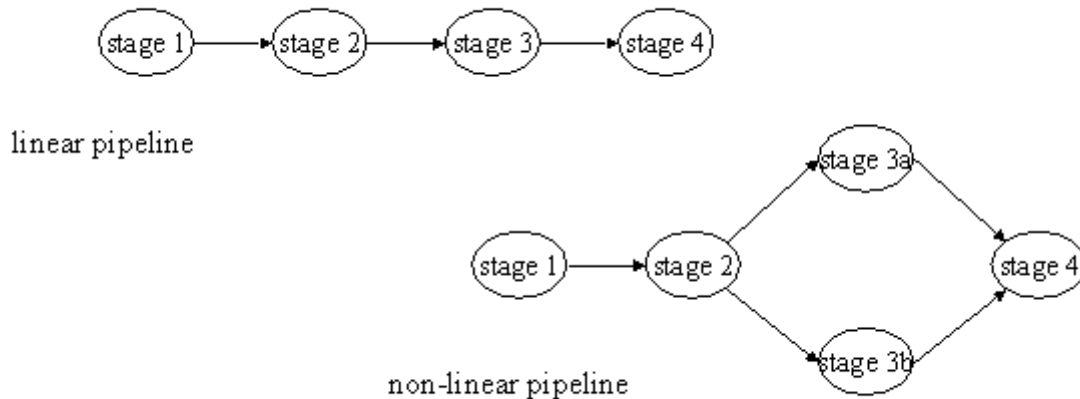 stage 1
stage 2
stage 3
stage 4
linear pipeline
stage 3a
stage 1
stage 2
stage 4
stage 3b
non-linear pipeline